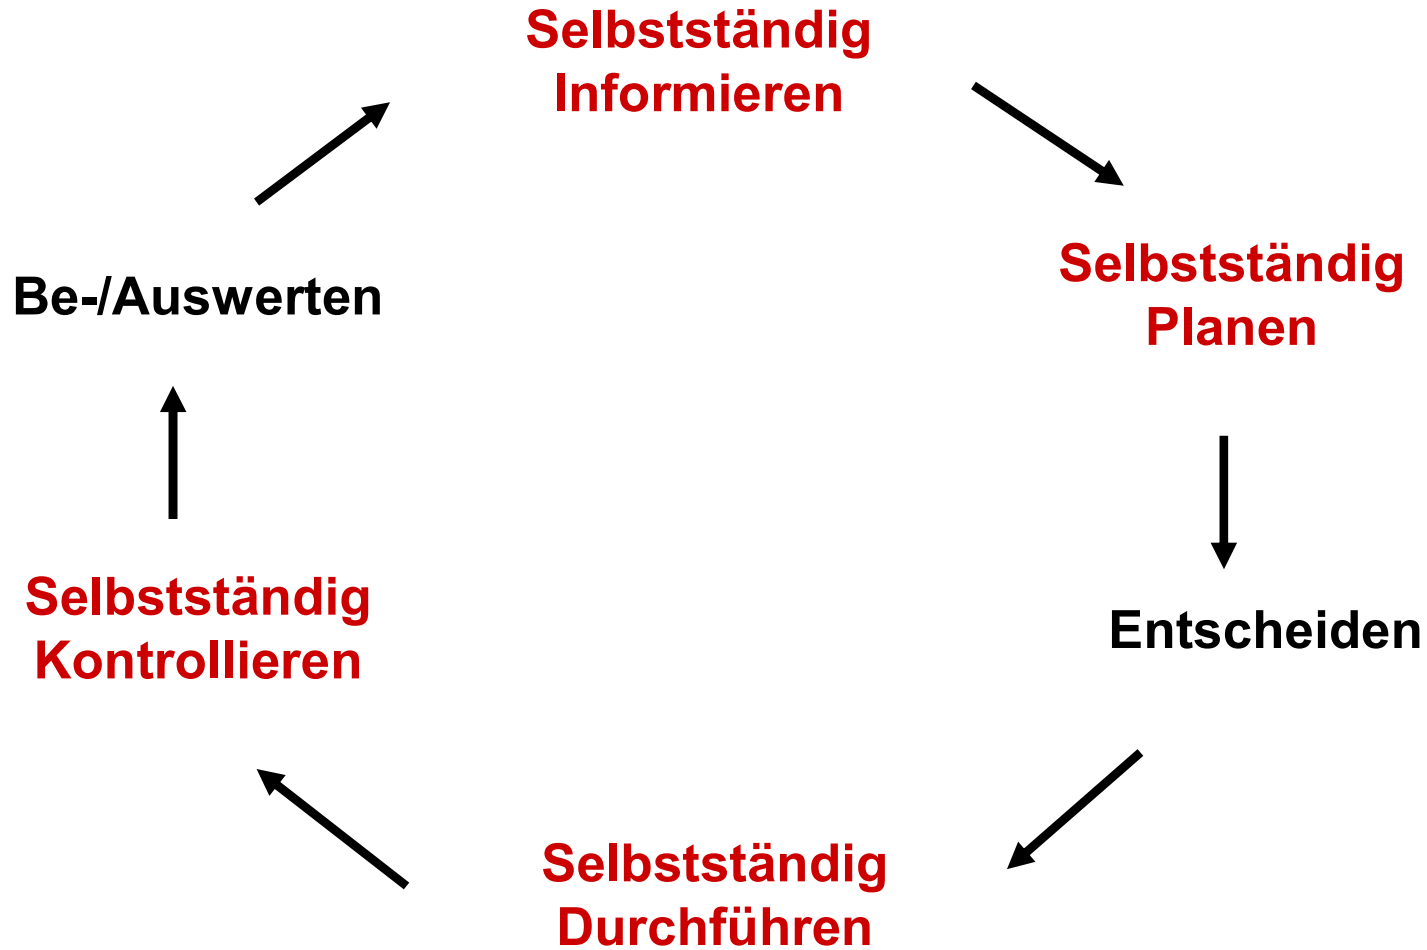 Selbstständig
Informieren
Selbstständig
Planen
Entscheiden
Selbstständig
Durchführen
Selbstständig
Kontrollieren
Be-/Auswerten